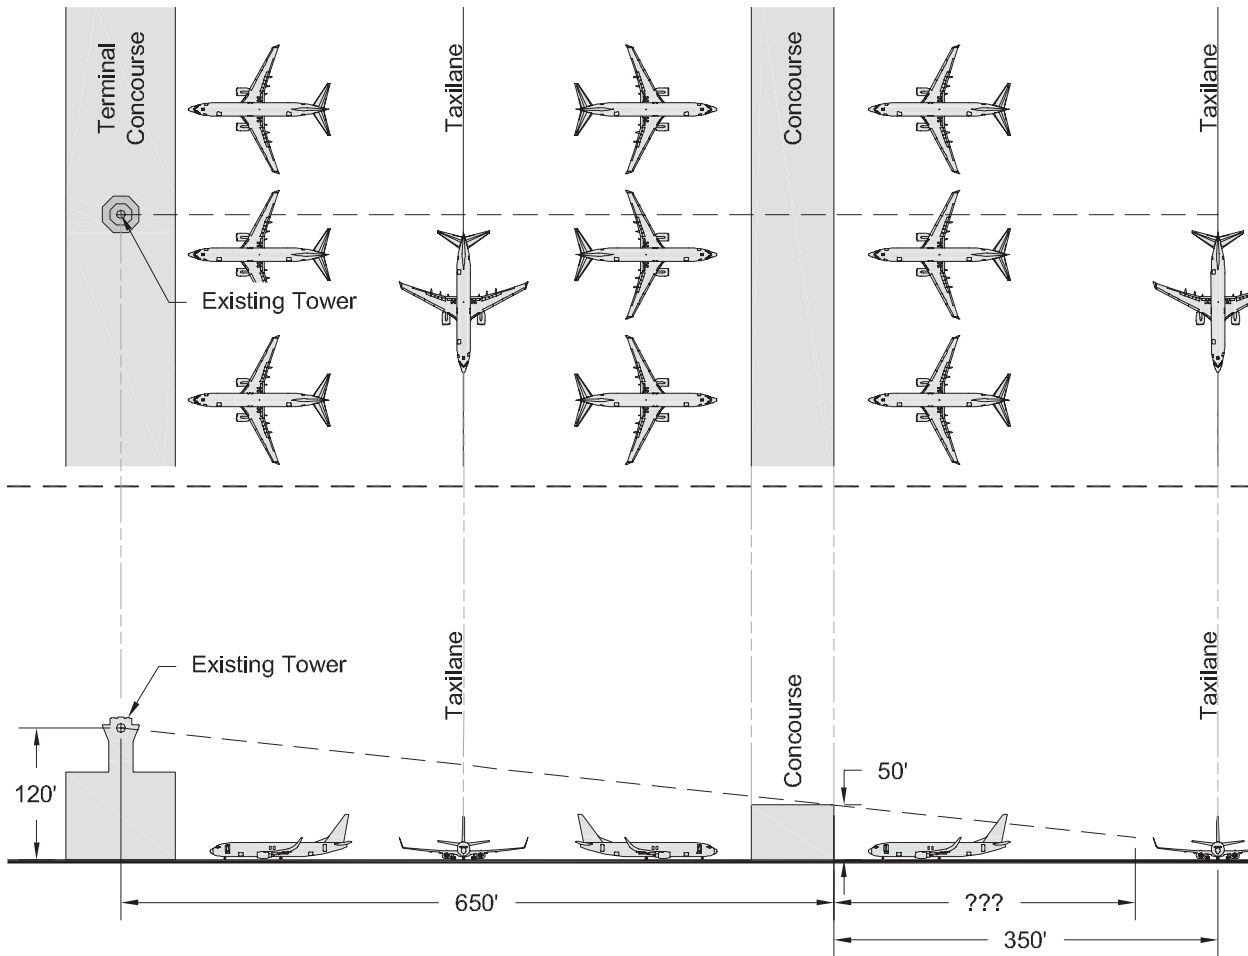 Terminal
Concourse
Taxilane
Concourse
Taxilane
Existing Tower
Existing Tower
Taxilane
Concourse
Taxilane
50'
120'
650'
???
350'